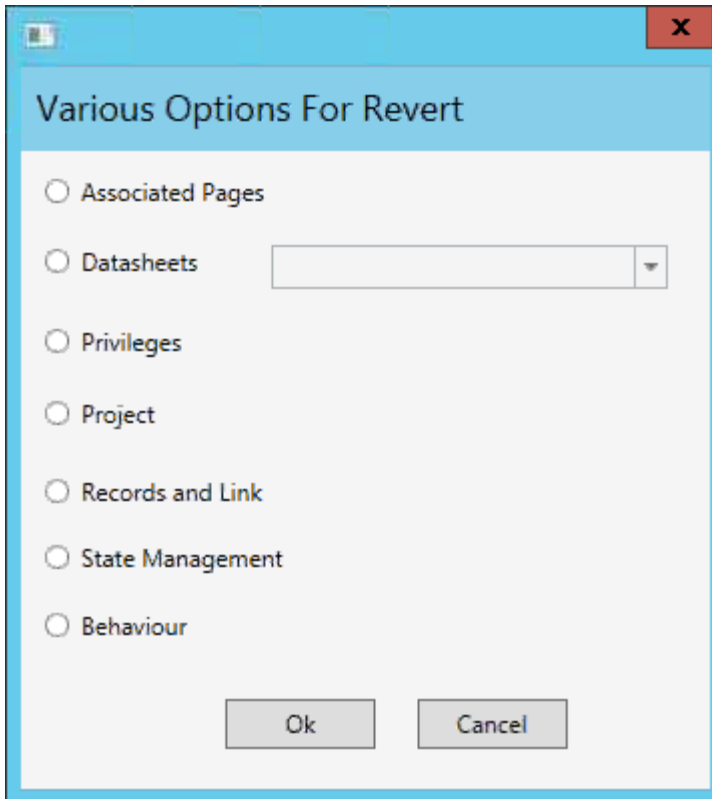 Various Options For Revert
Associated Pages
Datasheets
Privileges
Project
Records and Link
State Management
Behaviour
Ok Cancel